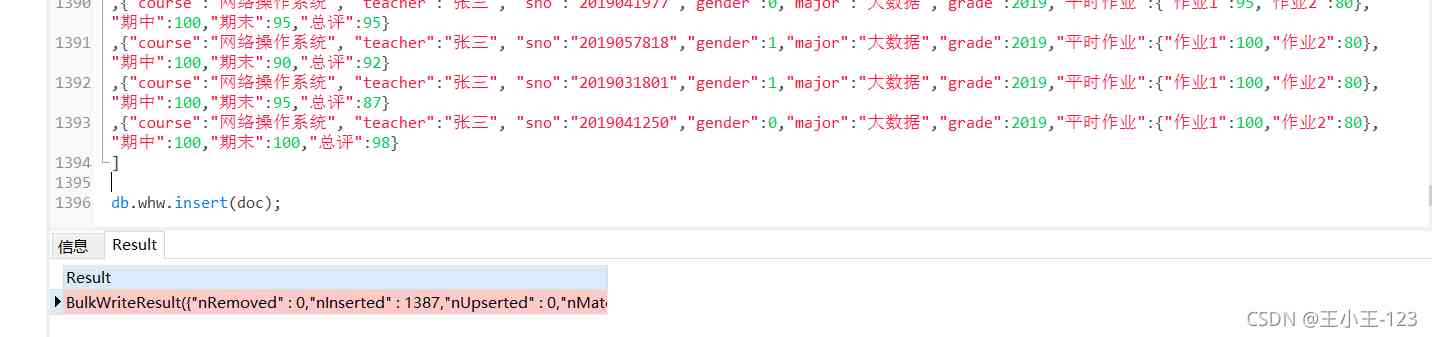 1390 ,{"course":"网络操作系统", "teacher":"张三", "sno":"2019041977","gender":0,"major":"大数据","grade":2019,"平时作业":{"作业1":95,"作业2":80},
"期中":100,"期末":95,"总评":95}
1391 ,{"course":"网络操作系统", "teacher":"张三", "sno":"2019057818","gender":1,"major":"大数据","grade":2019,"平时作业":{"作业1":100,"作业2":80},
"期中":100,"期末":90,"总评":92}
1392 ,{"course":"网络操作系统", "teacher":"张三", "sno":"2019031801","gender":1,"major":"大数据","grade":2019,"平时作业":{"作业1":100,"作业2":80},
"期中":100,"期末":95,"总评":87}
1393 ,{"course":"网络操作系统", "teacher":"张三", "sno":"2019041250","gender":0,"major":"大数据","grade":2019,"平时作业":{"作业1":100,"作业2":80},
"期中":100,"期末":100,"总评":98}
1394 ]
1395
1396 db.whw.insert(doc);
信息 Result
Result
BulkWriteResult({"nRemoved" : 0,"nInserted" : 1387,"nUpserted" : 0,"nMat
CSDN @王小王-123